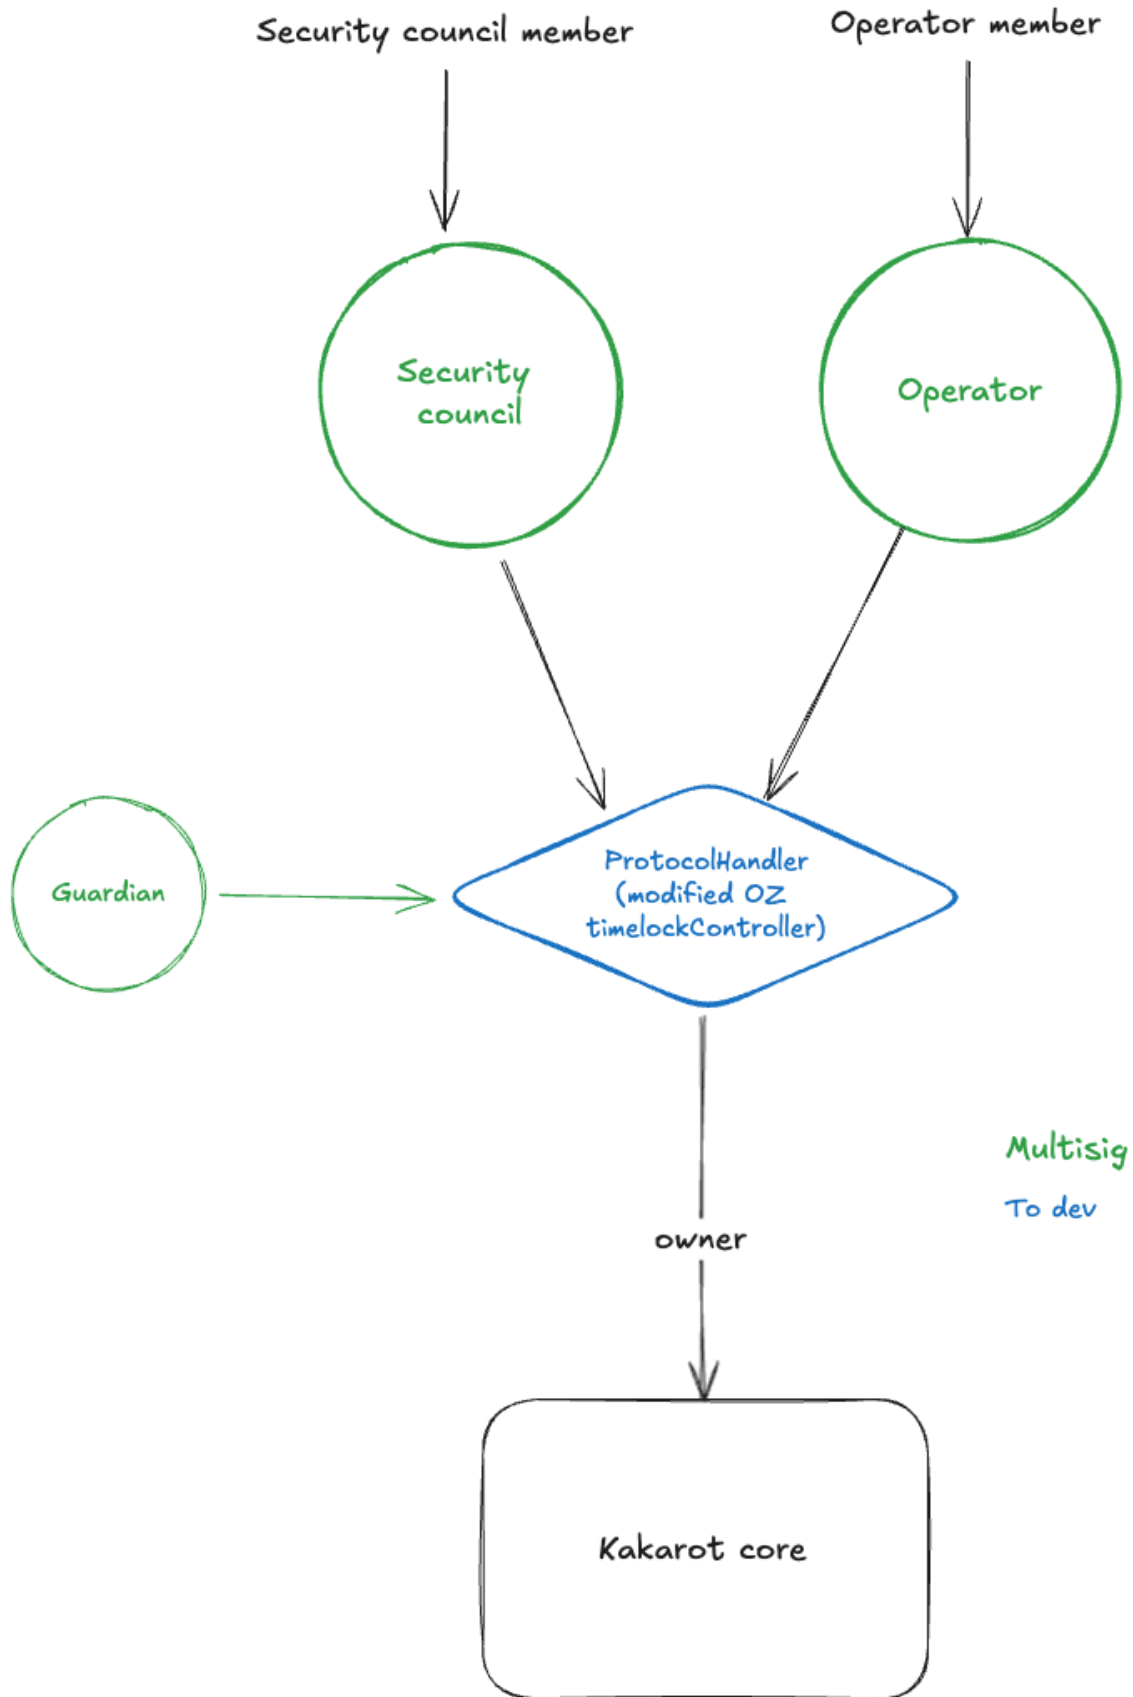 Security council member
Operator member
Security
council
Operator
ProtocolHandler
(modified OZ
timelockController)
Guardian
Multisig
To dev
owner
Kakarot core